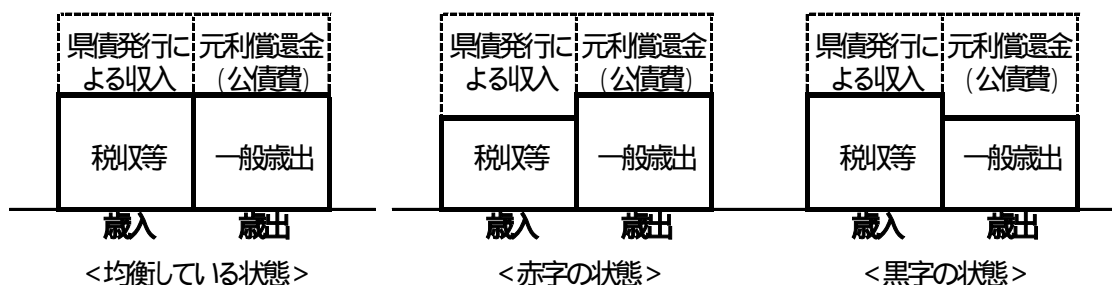 県債発行に
よる収入
元利償還金
(公債費)
税収等
一般歳出
歳入
歳出
<均衡している状態>
県債発行に
よる収入
元利償還金
(公債費)
税収等
一般歳出
歳入
歳出
<赤字の状態>
県債発行に
よる収入
元利償還金
(公債費)
税収等
一般歳出
歳入
歳出
<黒字の状態>